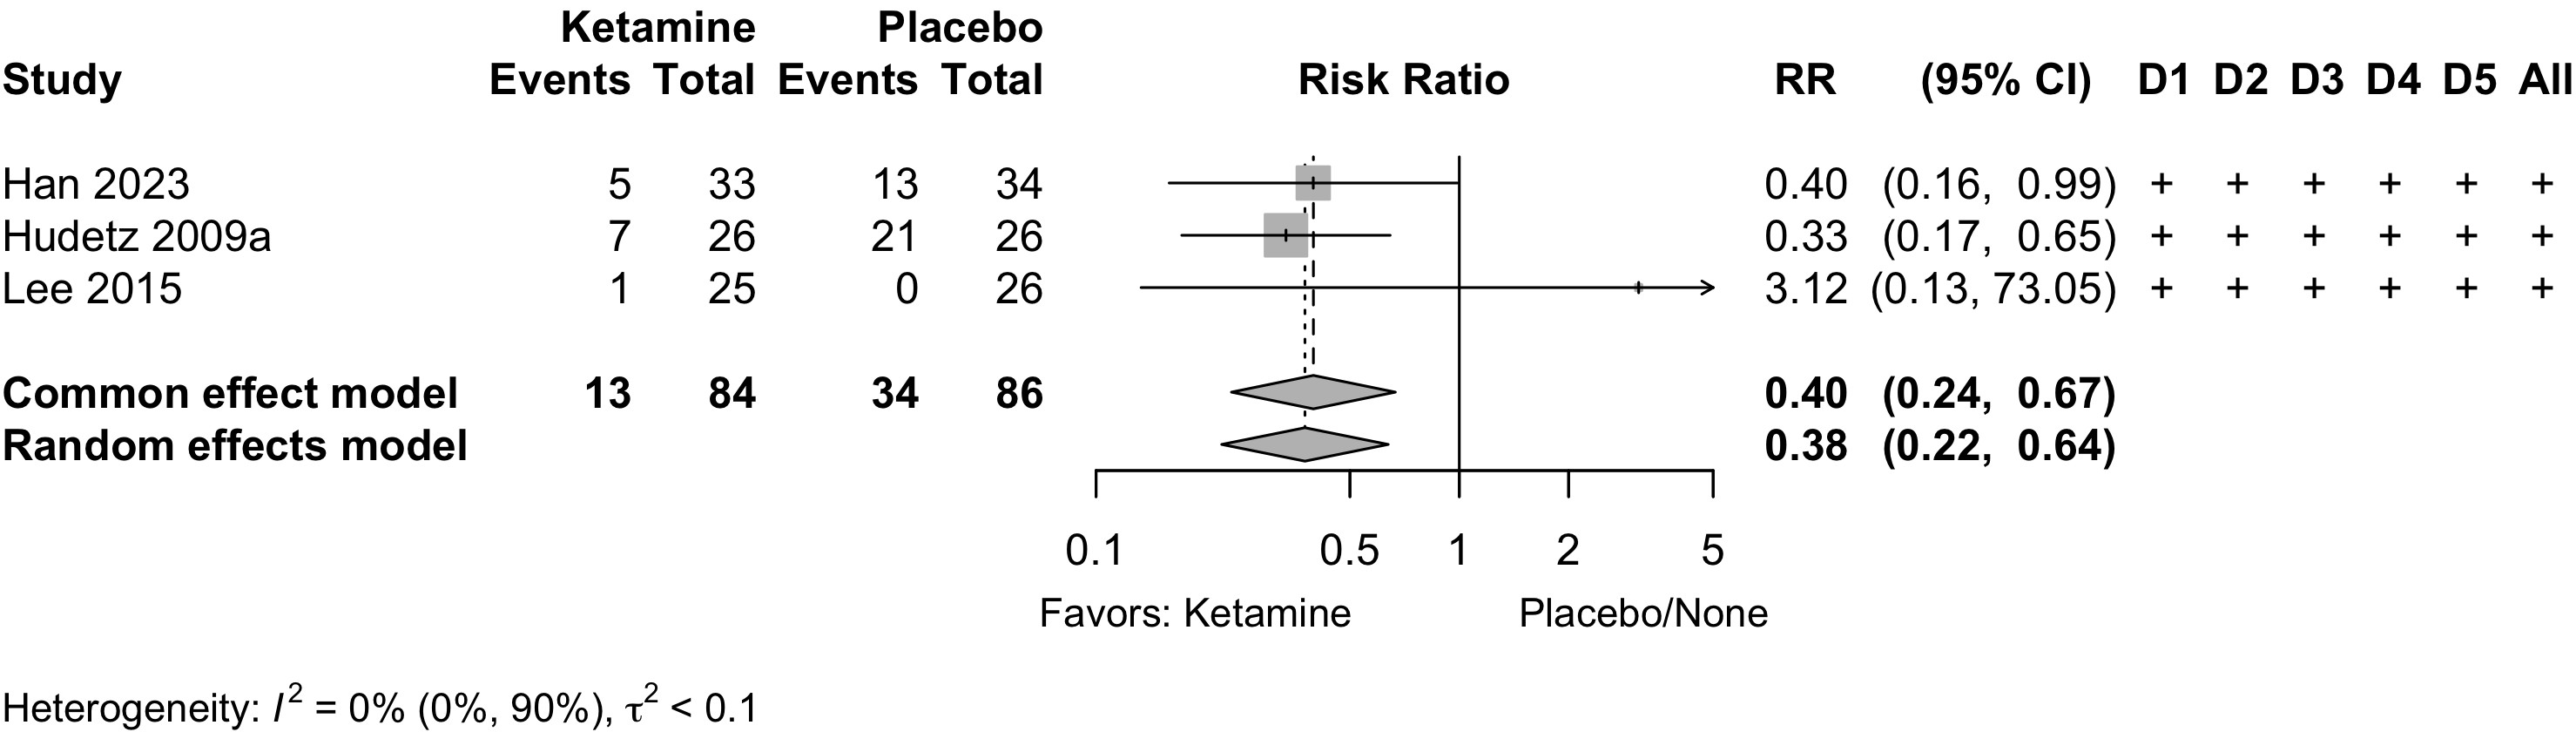 Ketamine Placebo
Study Events Total Events Total Risk Ratio RR (95% CI) D1 D2 D3 D4 D5 All
Han 2023 5 33 13 34 0.40 (0.16, 0.99) + + + + + +
Hudetz 2009a 7 26 21 26 0.33 (0.17, 0.65) + + + + + +
Lee 2015 1 25 0 26 3.12 (0.13, 73.05) + + + + + +
Common effect model 13 84 34 86 0.40 (0.24, 0.67)
Random effects model 0.38 (0.22, 0.64)
0.1 0.5 1 2 5
Favors: Ketamine Placebo/None
Heterogeneity: I² = 0% (0%, 90%), τ² < 0.1